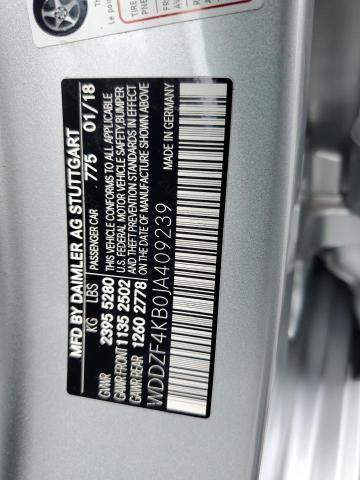 MFD BY DAIMLER AG STUTTGART
PASSENGER CAR 775 01/18
KG LBS
GVWR 2395 5280
GAWR FRONT 1135 2502
GAWR REAR 1260 2778
THIS VEHICLE CONFORMS TO ALL APPLICABLE
U.S. FEDERAL MOTOR VEHICLE SAFETY, BUMPER
AND THEFT PREVENTION STANDARDS IN EFFECT
ON DATE OF MANUFACTURE SHOWN ABOVE
MADE IN GERMANY
WDDZF4KB0JA409239